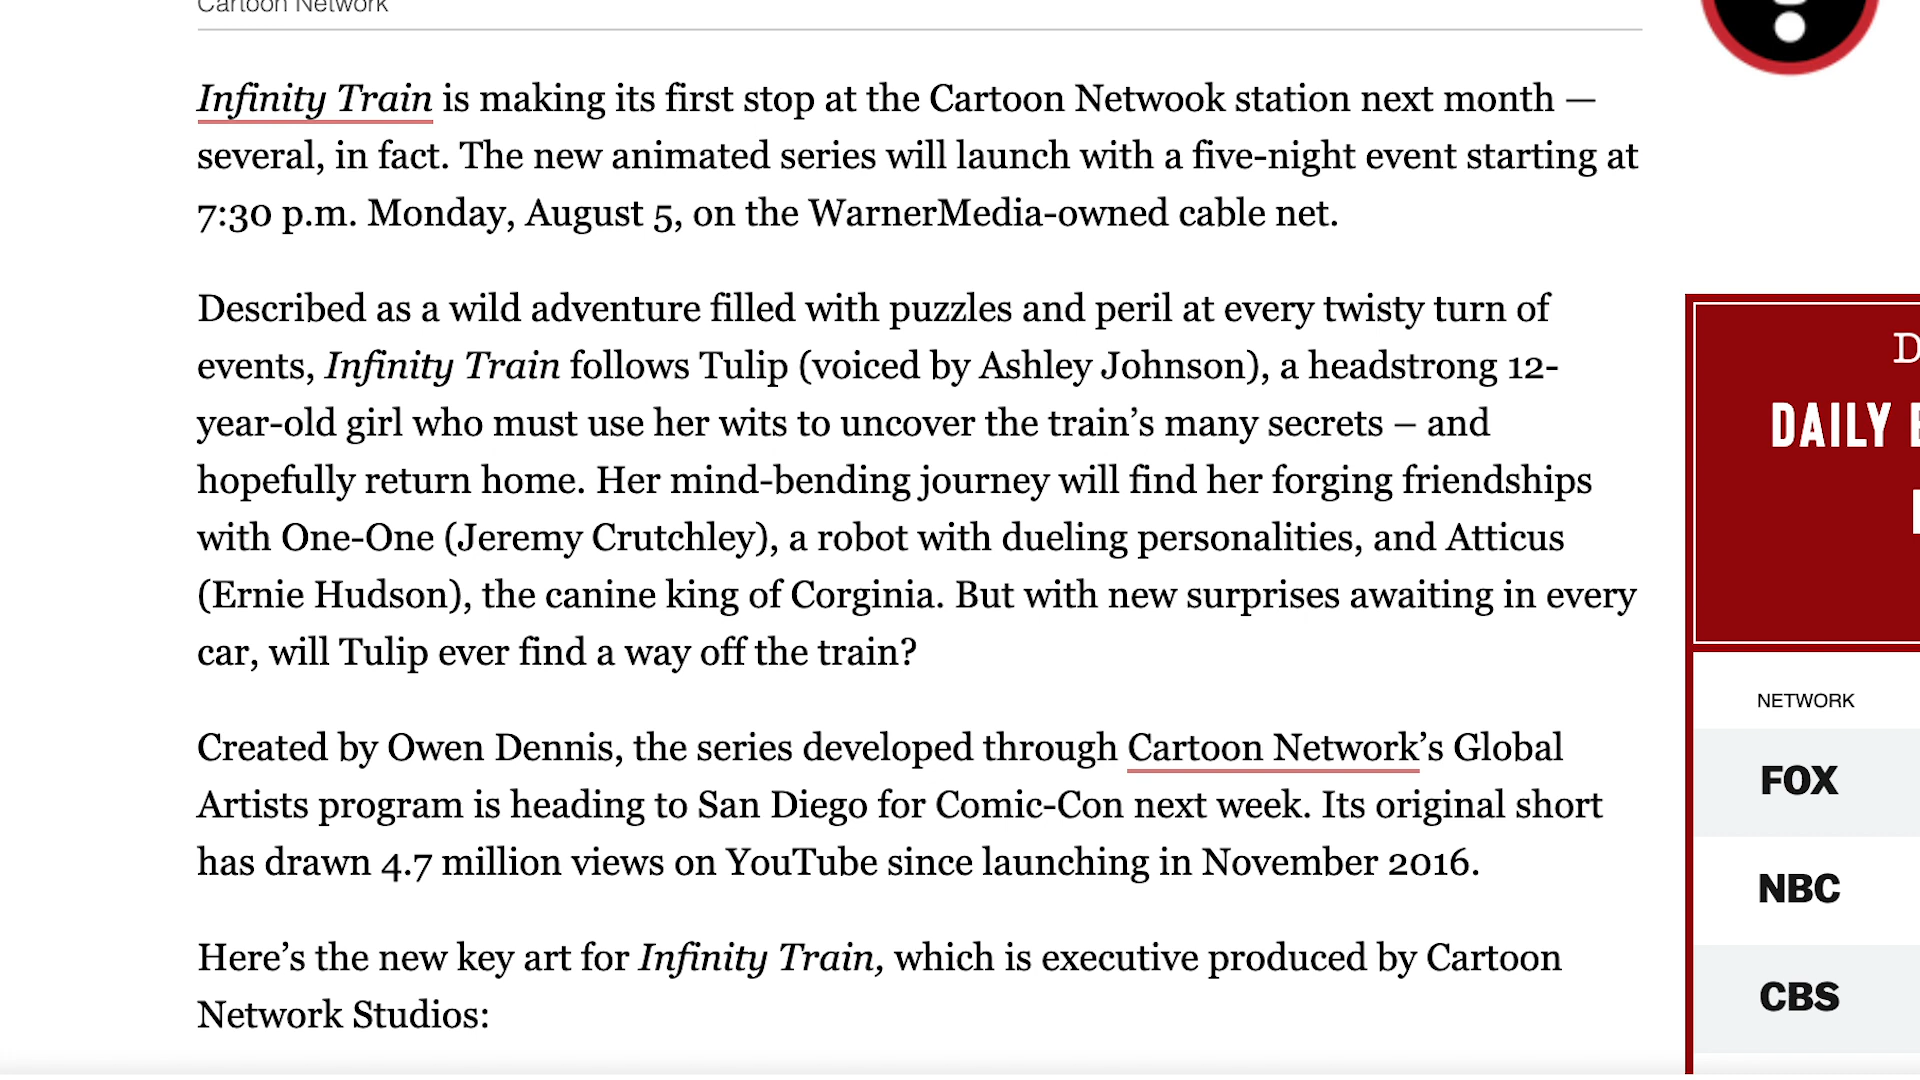 Cartoon Network
Infinity Train is making its first stop at the Cartoon Netwook station next month —
several, in fact. The new animated series will launch with a five-night event starting at
7:30 p.m. Monday, August 5, on the WarnerMedia-owned cable net.
Described as a wild adventure filled with puzzles and peril at every twisty turn of
events, Infinity Train follows Tulip (voiced by Ashley Johnson), a headstrong 12-
year-old girl who must use her wits to uncover the train’s many secrets – and
hopefully return home. Her mind-bending journey will find her forging friendships
with One-One (Jeremy Crutchley), a robot with dueling personalities, and Atticus
(Ernie Hudson), the canine king of Corginia. But with new surprises awaiting in every
car, will Tulip ever find a way off the train?
Created by Owen Dennis, the series developed through Cartoon Network’s Global
Artists program is heading to San Diego for Comic-Con next week. Its original short
has drawn 4.7 million views on YouTube since launching in November 2016.
Here’s the new key art for Infinity Train, which is executive produced by Cartoon
Network Studios:
DAILY
NETWORK
FOX
NBC
CBS